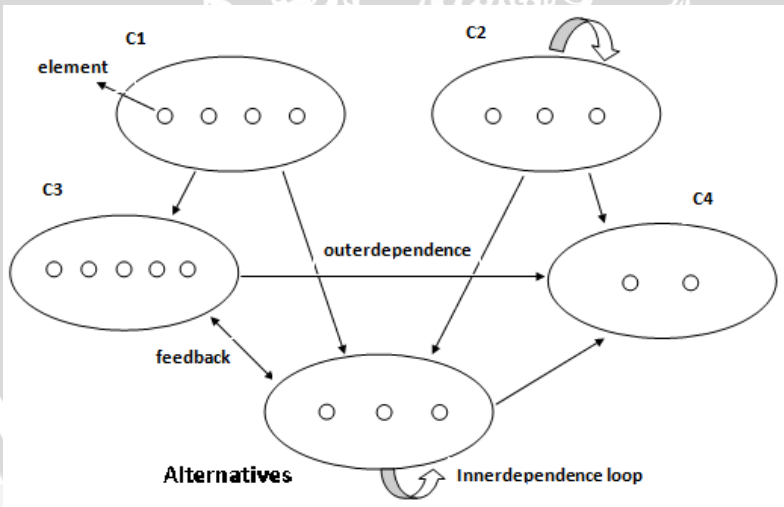 C1
C2
element
C3
C4
outerdependence
feedback
Alternatives
Innerdependence loop